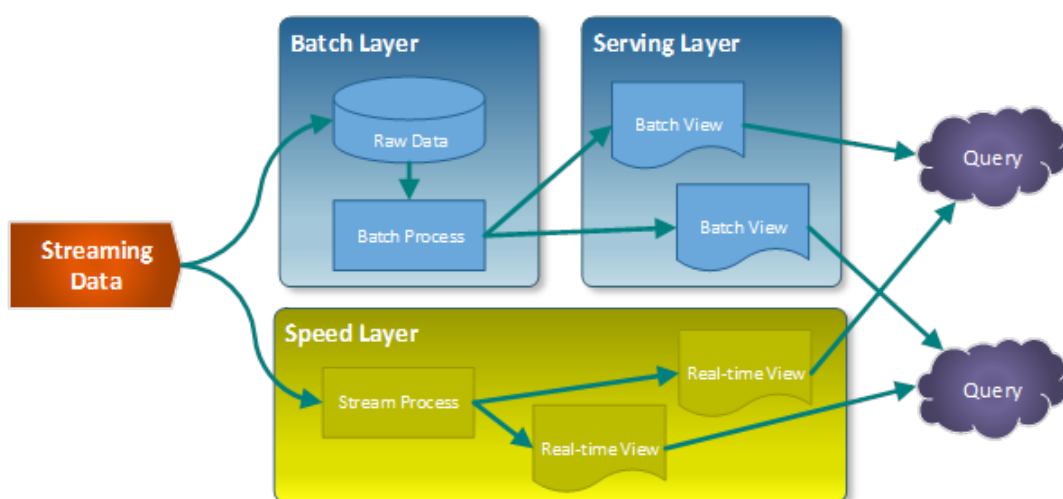 Batch Layer
Serving Layer
Raw Data
Batch View
Query
Batch Process
Batch View
Streaming
Data
Speed Layer
Stream Process
Real-time View
Real-time View
Query